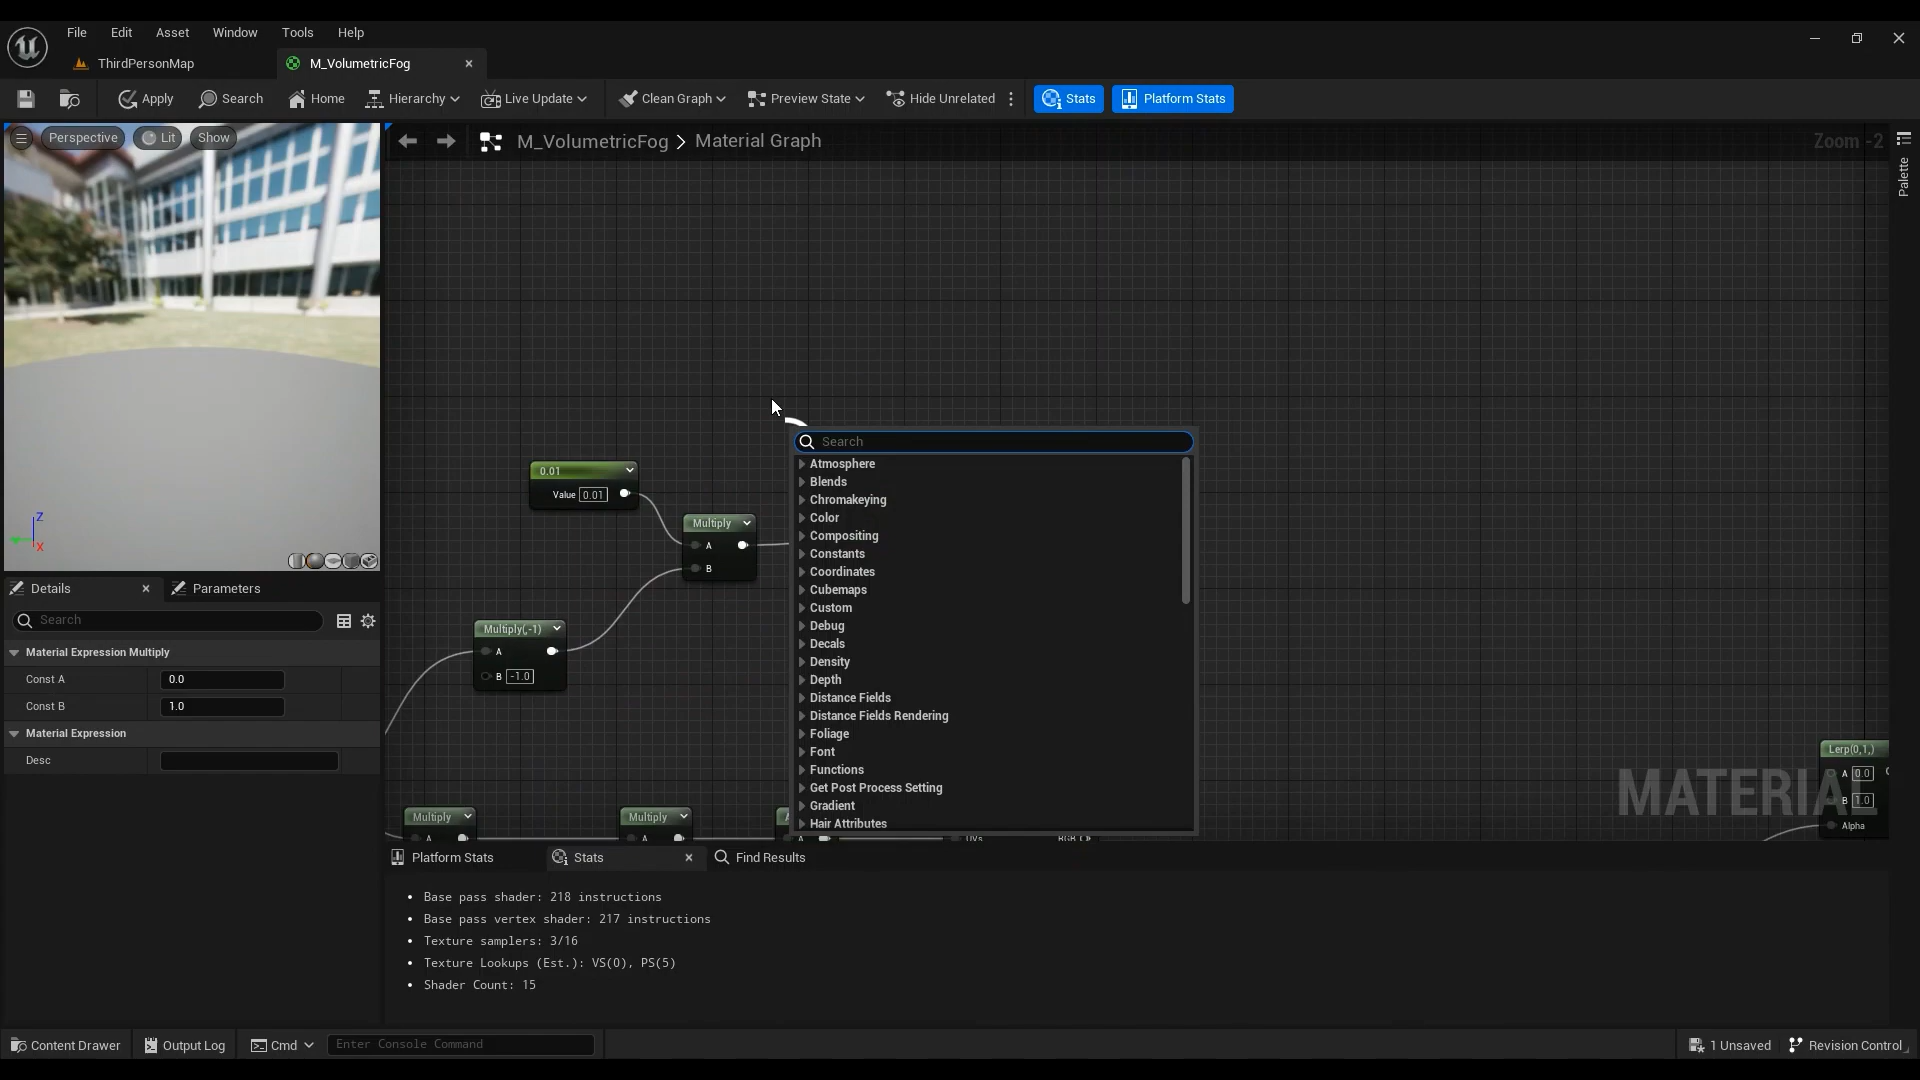 File Edit Asset Window Tools Help
ThirdPersonMap M_VolumetricFog
Apply Search Home Hierarchy Live Update Clean Graph Preview State Hide Unrelated Stats Platform Stats
Perspective Lit Show
M_VolumetricFog > Material Graph
Zoom -2
Palette
Z
X
0.01
Value 0.01
Multiply
A
B
Multiply(,-1)
A
B -1.0
Multiply
A
Multiply
A
A
UVs RGB
Search
Atmosphere
Blends
Chromakeying
Color
Compositing
Constants
Coordinates
Cubemaps
Custom
Debug
Decals
Density
Depth
Distance Fields
Distance Fields Rendering
Foliage
Font
Functions
Get Post Process Setting
Gradient
Hair Attributes
Lerp(0,1,)
A 0.0
B 1.0
Alpha
MATERIAL
Details Parameters
Search
Material Expression Multiply
Const A 0.0
Const B 1.0
Material Expression
Desc
Platform Stats Stats Find Results
Base pass shader: 218 instructions
Base pass vertex shader: 217 instructions
Texture samplers: 3/16
Texture Lookups (Est.): VS(0), PS(5)
Shader Count: 15
Content Drawer Output Log Cmd Enter Console Command 1 Unsaved Revision Control